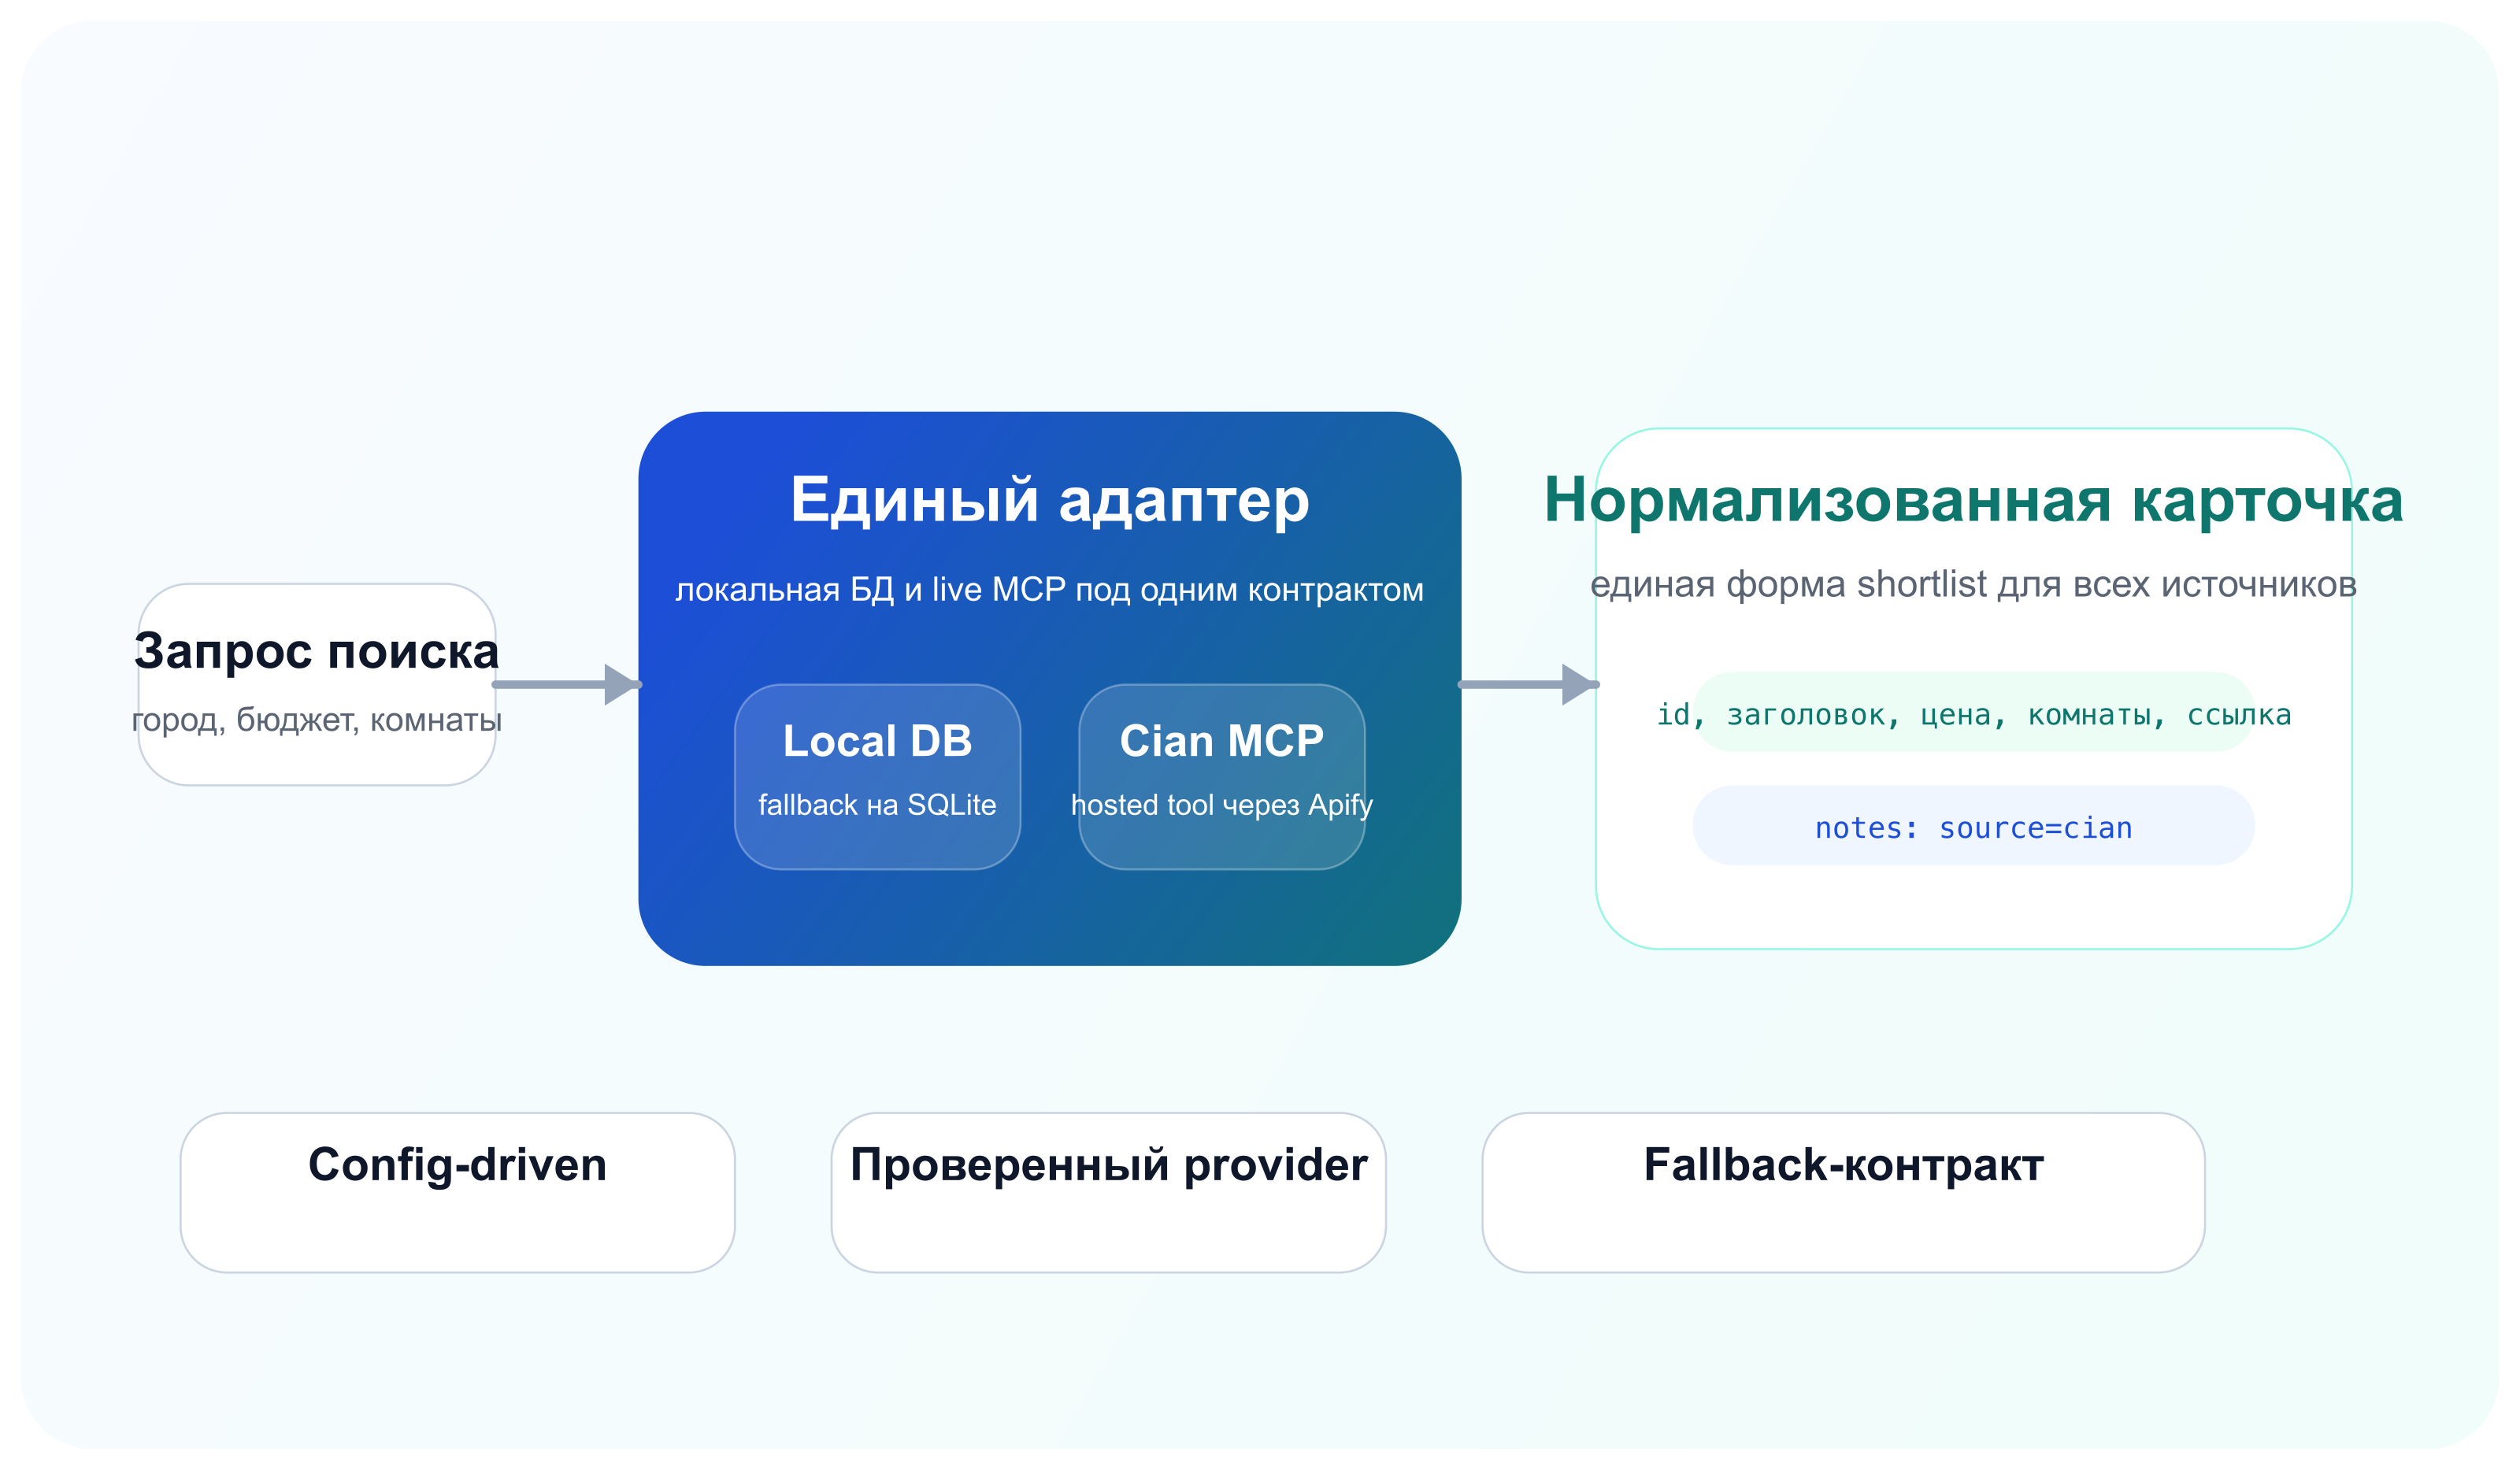 Запрос поиска
город, бюджет, комнаты
Единый адаптер
локальная БД и live MCP под одним контрактом
Local DB
fallback на SQLite
Cian MCP
hosted tool через Apify
Нормализованная карточка
единая форма shortlist для всех источников
id, заголовок, цена, комнаты, ссылка
notes: source=cian
Config-driven
Проверенный provider
Fallback-контракт